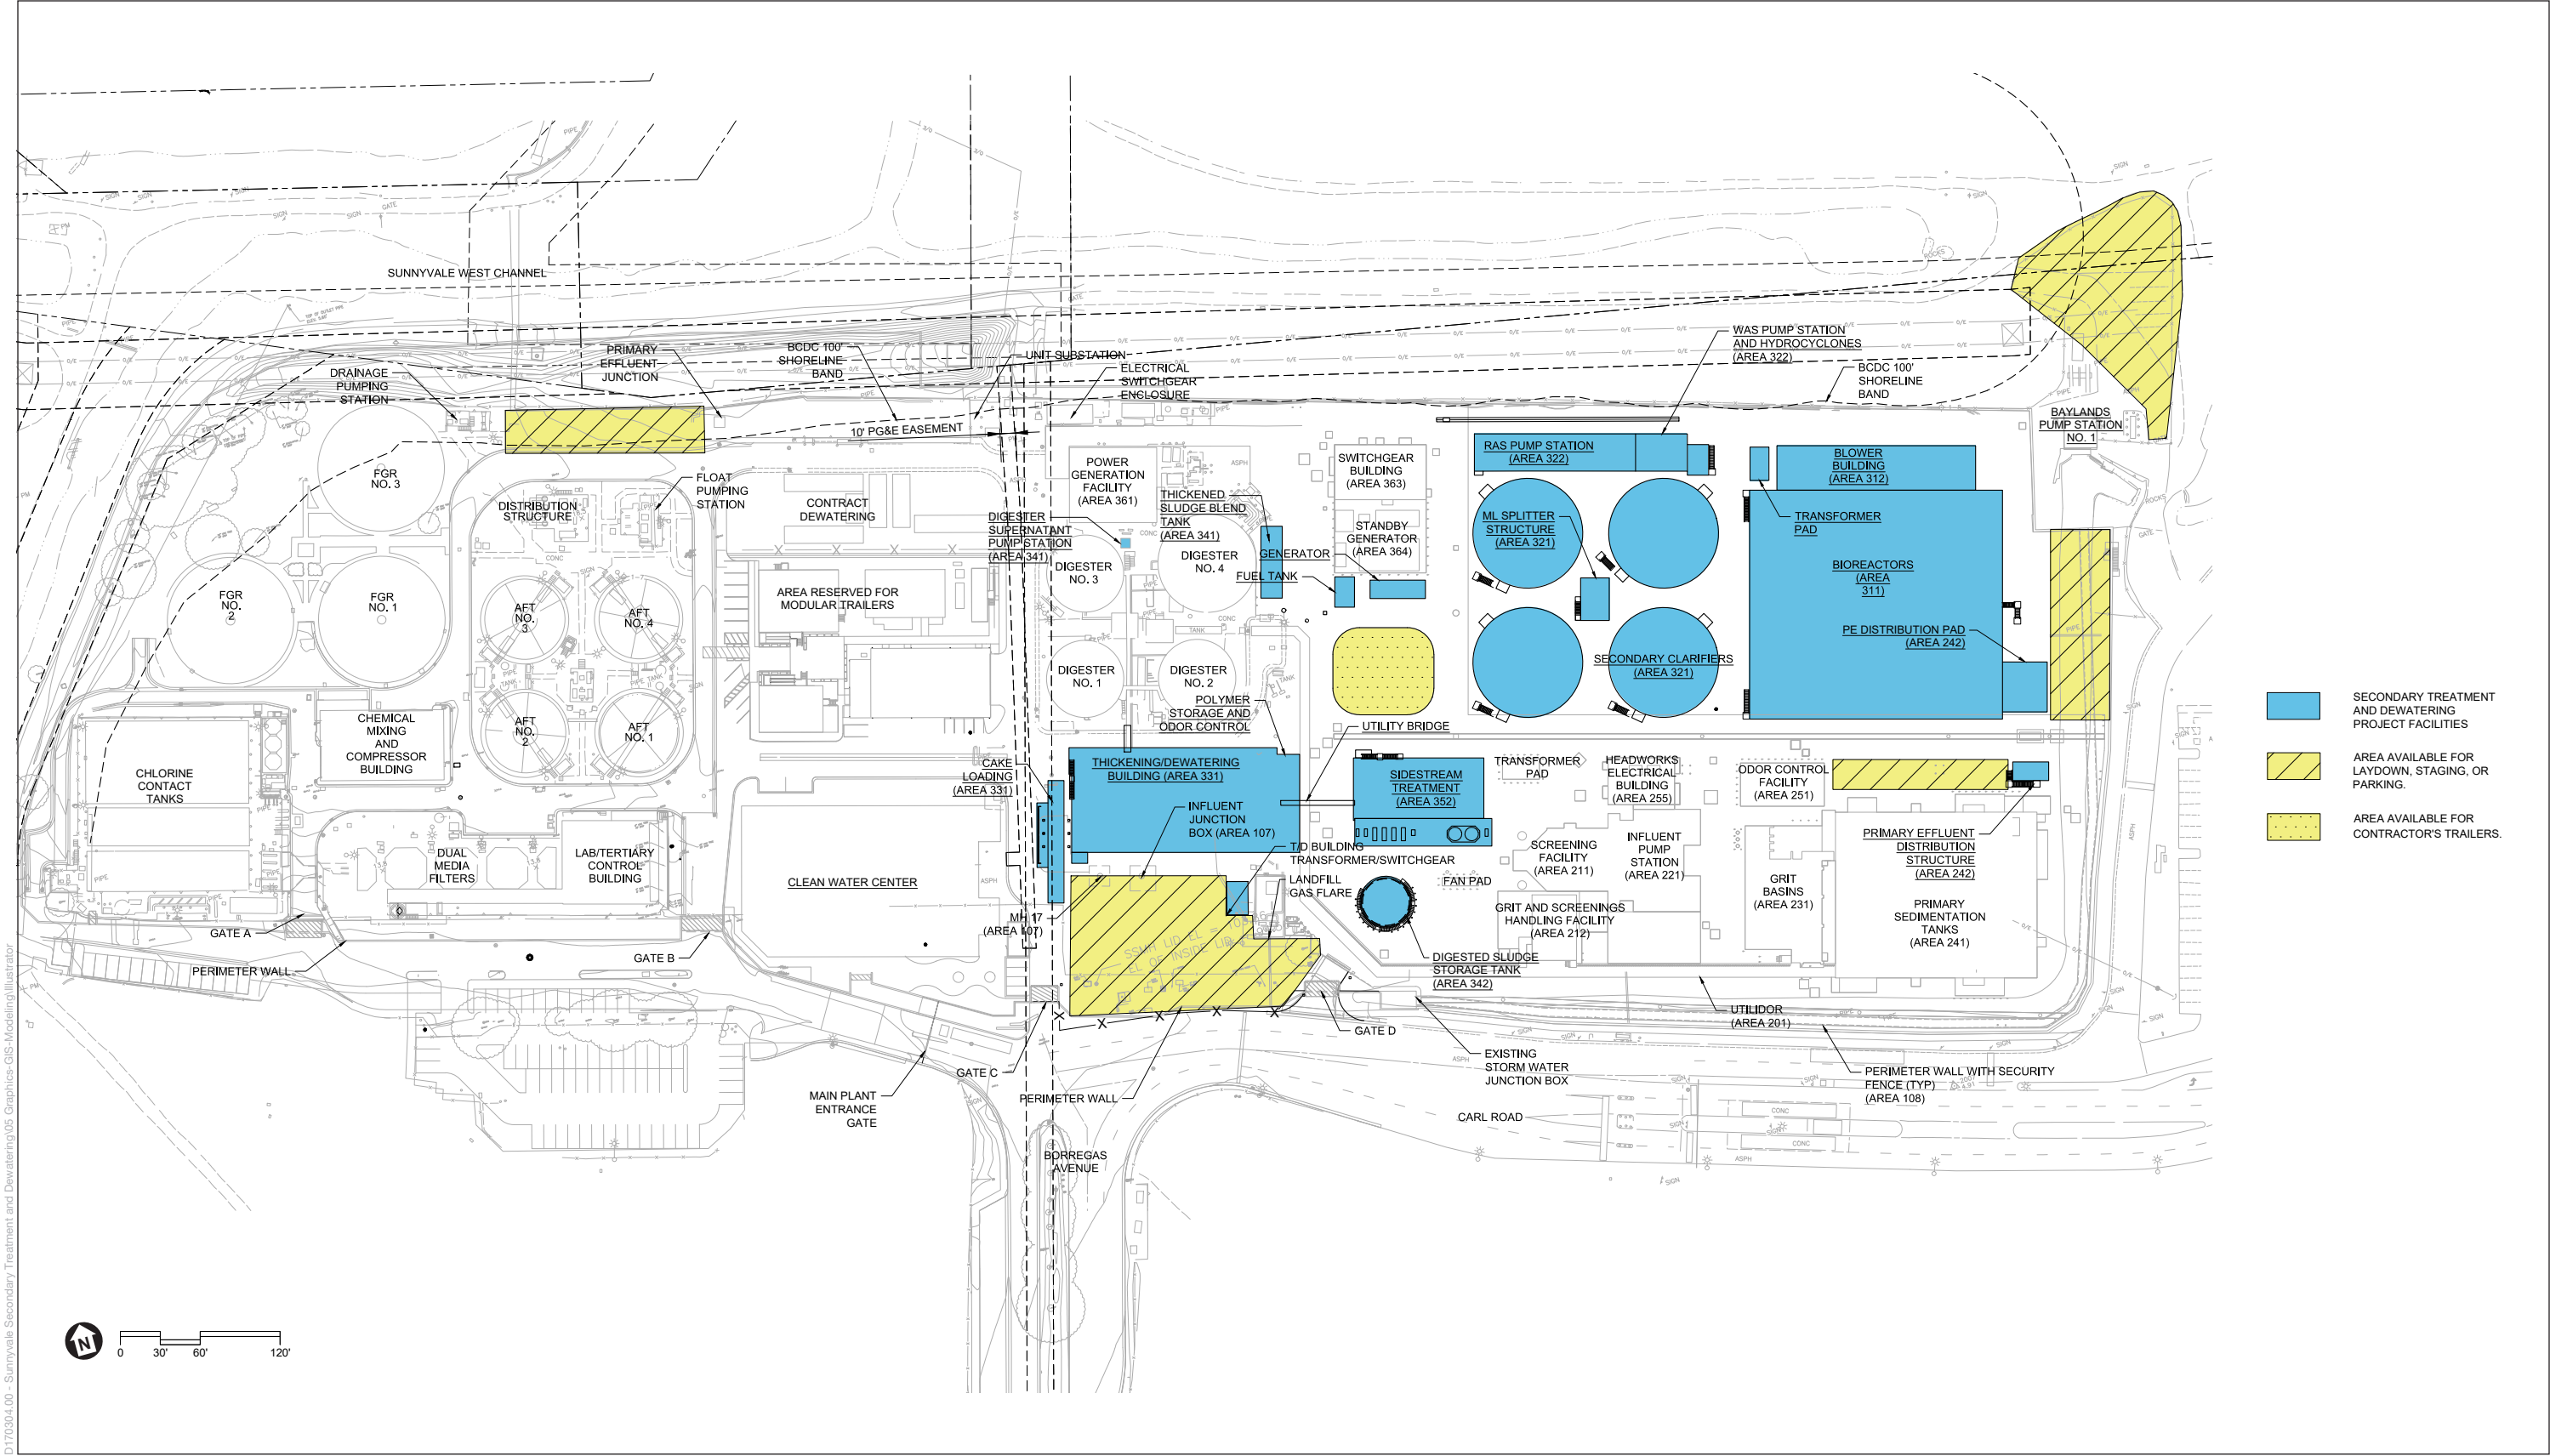 SUNNYVALE WEST CHANNEL
DRAINAGE
PUMPING
STATION
PRIMARY
EFFLUENT
JUNCTION
BCDC 100'
SHORELINE
BAND
UNIT SUBSTATION
ELECTRICAL
SWITCHGEAR
ENCLOSURE
10' PG&E EASEMENT
WAS PUMP STATION
AND HYDROCYCLONES
(AREA 322)
BCDC 100'
SHORELINE
BAND
BAYLANDS
PUMP STATION
NO. 1
FGR
NO. 3
FGR
NO.
2
FGR
NO. 1
DISTRIBUTION
STRUCTURE
FLOAT
PUMPING
STATION
AFT
NO.
3
AFT
NO. 4
AFT
NO.
2
AFT
NO. 1
CONTRACT
DEWATERING
AREA RESERVED FOR
MODULAR TRAILERS
POWER
GENERATION
FACILITY
(AREA 361)
DIGESTER
SUPERNATANT
PUMP STATION
(AREA 341)
THICKENED
SLUDGE BLEND
TANK
(AREA 341)
DIGESTER
NO. 3
DIGESTER
NO. 4
DIGESTER
NO. 1
DIGESTER
NO. 2
SWITCHGEAR
BUILDING
(AREA 363)
STANDBY
GENERATOR
(AREA 364)
GENERATOR
FUEL TANK
RAS PUMP STATION
(AREA 322)
ML SPLITTER
STRUCTURE
(AREA 321)
SECONDARY CLARIFIERS
(AREA 321)
BLOWER
BUILDING
(AREA 312)
TRANSFORMER
PAD
BIOREACTORS
(AREA
311)
PE DISTRIBUTION PAD
(AREA 242)
POLYMER
STORAGE AND
ODOR CONTROL
UTILITY BRIDGE
CHEMICAL
MIXING
AND
COMPRESSOR
BUILDING
CHLORINE
CONTACT
TANKS
DUAL
MEDIA
FILTERS
LAB/TERTIARY
CONTROL
BUILDING
CLEAN WATER CENTER
CAKE
LOADING
(AREA 331)
THICKENING/DEWATERING
BUILDING (AREA 331)
INFLUENT
JUNCTION
BOX (AREA 107)
T/D BUILDING
TRANSFORMER/SWITCHGEAR
LANDFILL
GAS FLARE
MH 17
(AREA 107)
SIDESTREAM
TREATMENT
(AREA 352)
TRANSFORMER
PAD
HEADWORKS
ELECTRICAL
BUILDING
(AREA 255)
ODOR CONTROL
FACILITY
(AREA 251)
SCREENING
FACILITY
(AREA 211)
INFLUENT
PUMP
STATION
(AREA 221)
FAN PAD
GRIT AND SCREENINGS
HANDLING FACILITY
(AREA 212)
GRIT
BASINS
(AREA 231)
PRIMARY EFFLUENT
DISTRIBUTION
STRUCTURE
(AREA 242)
PRIMARY
SEDIMENTATION
TANKS
(AREA 241)
DIGESTED SLUDGE
STORAGE TANK
(AREA 342)
GATE A
PERIMETER WALL
GATE B
GATE C
MAIN PLANT
ENTRANCE
GATE
PERIMETER WALL
GATE D
EXISTING
STORM WATER
JUNCTION BOX
UTILIDOR
(AREA 201)
PERIMETER WALL WITH SECURITY
FENCE (TYP)
(AREA 108)
CARL ROAD
BORREGAS
AVENUE
SECONDARY TREATMENT
AND DEWATERING
PROJECT FACILITIES
AREA AVAILABLE FOR
LAYDOWN, STAGING, OR
PARKING.
AREA AVAILABLE FOR
CONTRACTOR'S TRAILERS.
N
0 30' 60' 120'
D170304.00 - Sunnyvale Secondary Treatment and Dewatering\05 Graphics-GIS-Modeling\Illustrator